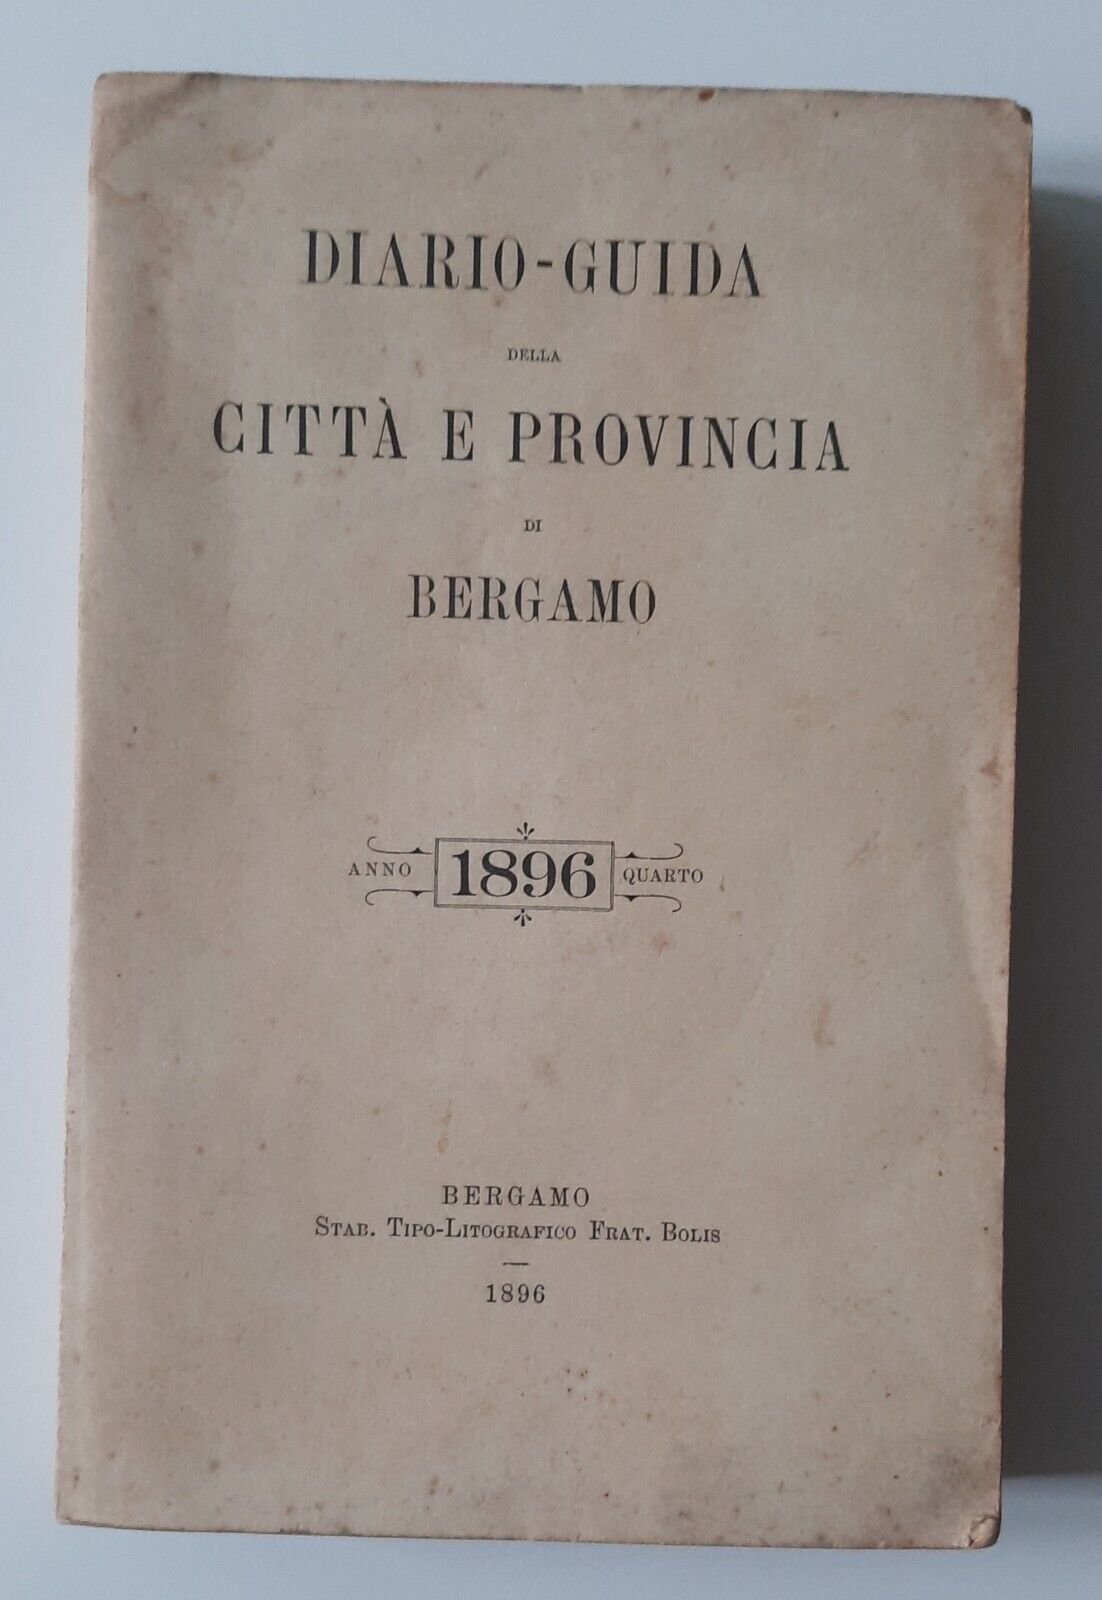 DIARIO-GUIDA
DELLA
CITTÀ E PROVINCIA
DI
BERGAMO
ANNO 1896 QUARTO
BERGAMO
STAB. TIPO-LITOGRAFICO FRAT. BOLIS
1896